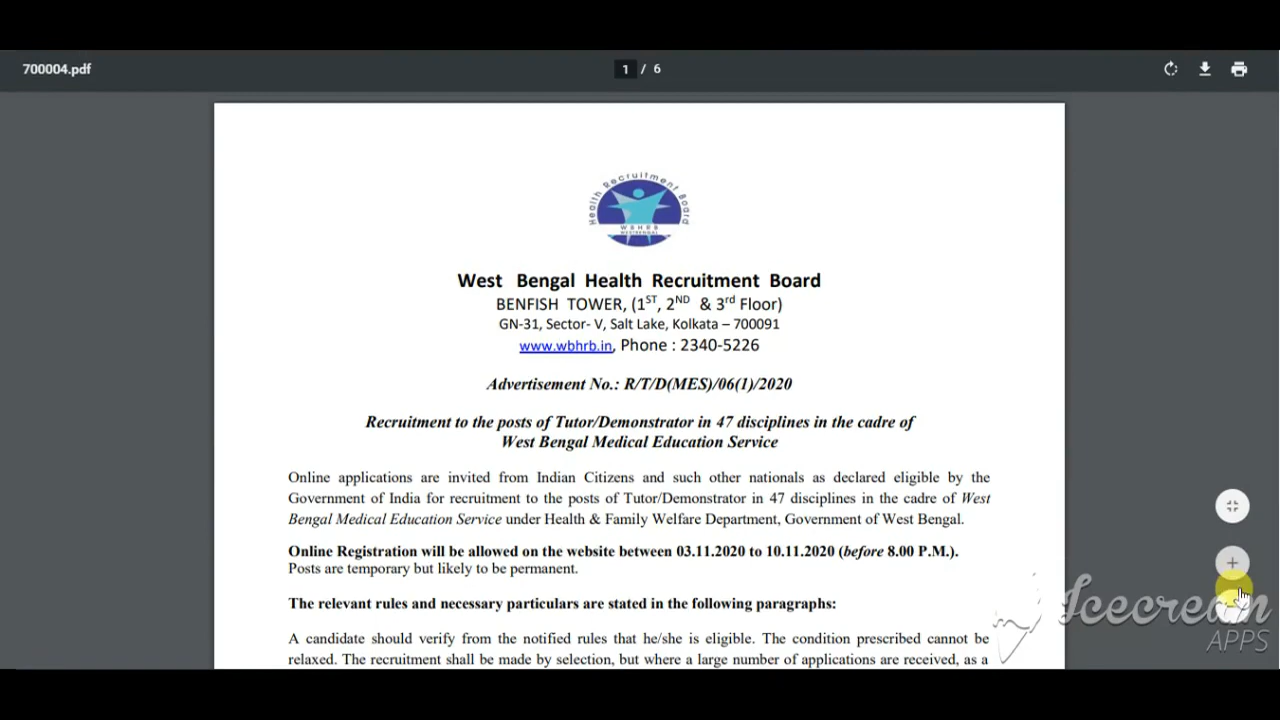 700004.pdf
1 / 6
Health Recruitment Board
W B H R B
West Bengal Health Recruitment Board
BENFISH TOWER, (1ST, 2ND & 3rd Floor)
GN-31, Sector- V, Salt Lake, Kolkata – 700091
www.wbhrb.in, Phone : 2340-5226
Advertisement No.: R/T/D(MES)/06(1)/2020
Recruitment to the posts of Tutor/Demonstrator in 47 disciplines in the cadre of
West Bengal Medical Education Service
Online applications are invited from Indian Citizens and such other nationals as declared eligible by the
Government of India for recruitment to the posts of Tutor/Demonstrator in 47 disciplines in the cadre of West
Bengal Medical Education Service under Health & Family Welfare Department, Government of West Bengal.
Online Registration will be allowed on the website between 03.11.2020 to 10.11.2020 (before 8.00 P.M.).
Posts are temporary but likely to be permanent.
The relevant rules and necessary particulars are stated in the following paragraphs:
A candidate should verify from the notified rules that he/she is eligible. The condition prescribed cannot be
relaxed. The recruitment shall be made by selection, but where a large number of applications are received, as a
Icecream
APPS